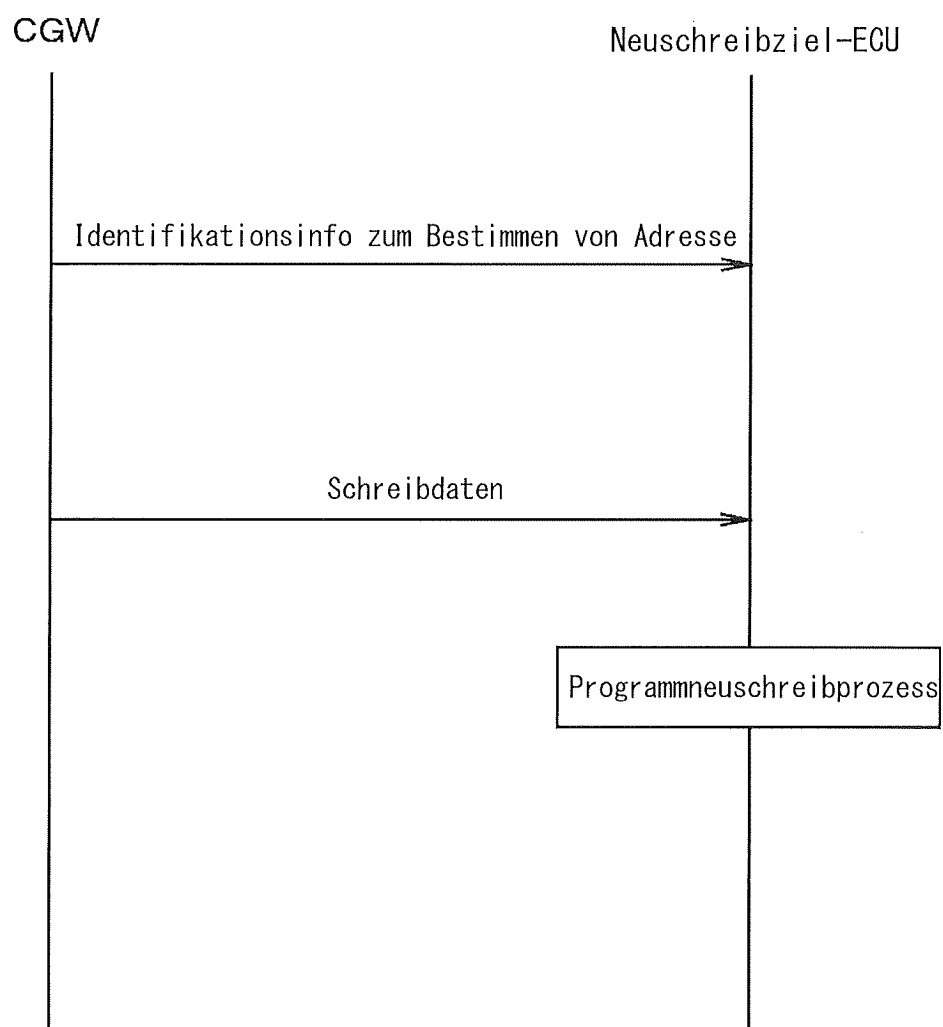 CGW
Neuschreibziel-ECU
Identifikationsinfo zum Bestimmen von Adresse
Schreibdaten
Programmneuschreibprozess